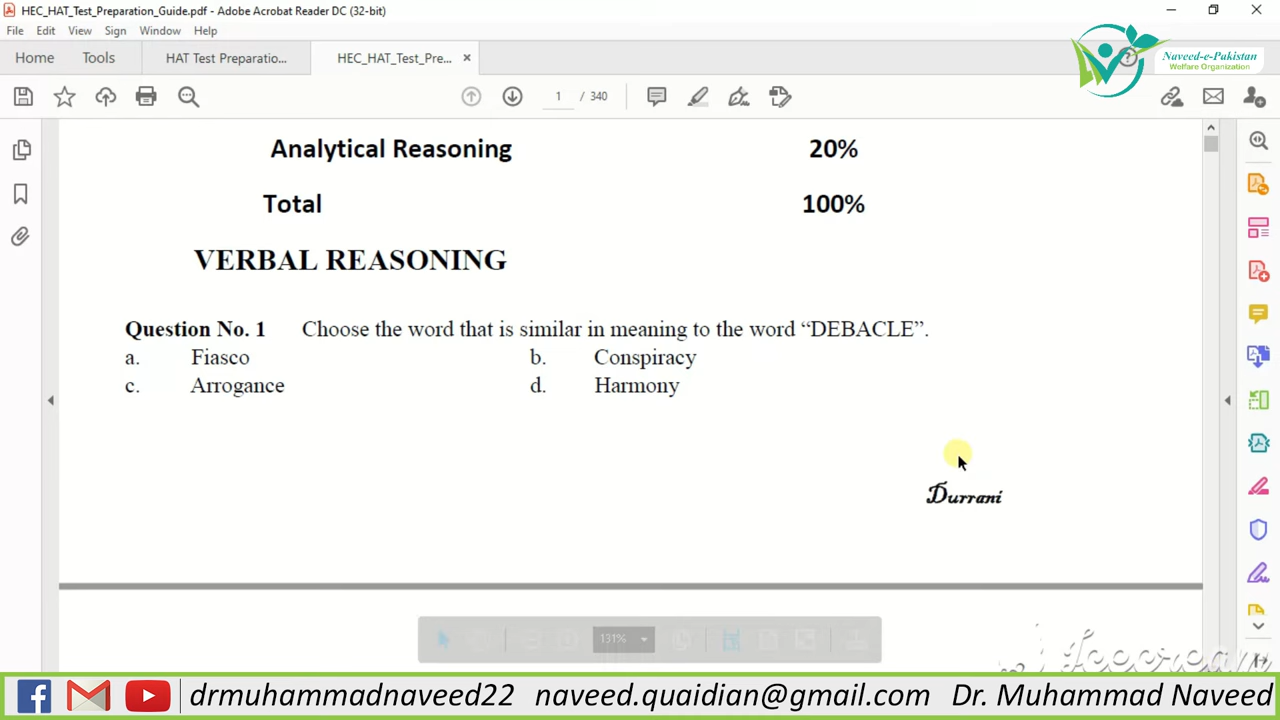 HEC_HAT_Test_Preparation_Guide.pdf - Adobe Acrobat Reader DC (32-bit)
File Edit View Sign Window Help
Home Tools HAT Test Preparatio... HEC_HAT_Test_Pre...
Naveed-e-Pakistan
Welfare Organization
1 / 340
Analytical Reasoning 20%
Total 100%
VERBAL REASONING
Question No. 1 Choose the word that is similar in meaning to the word “DEBACLE”.
a. Fiasco b. Conspiracy
c. Arrogance d. Harmony
Durrani
131%
Icecream
drmuhammadnaveed22 naveed.quaidian@gmail.com Dr. Muhammad Naveed